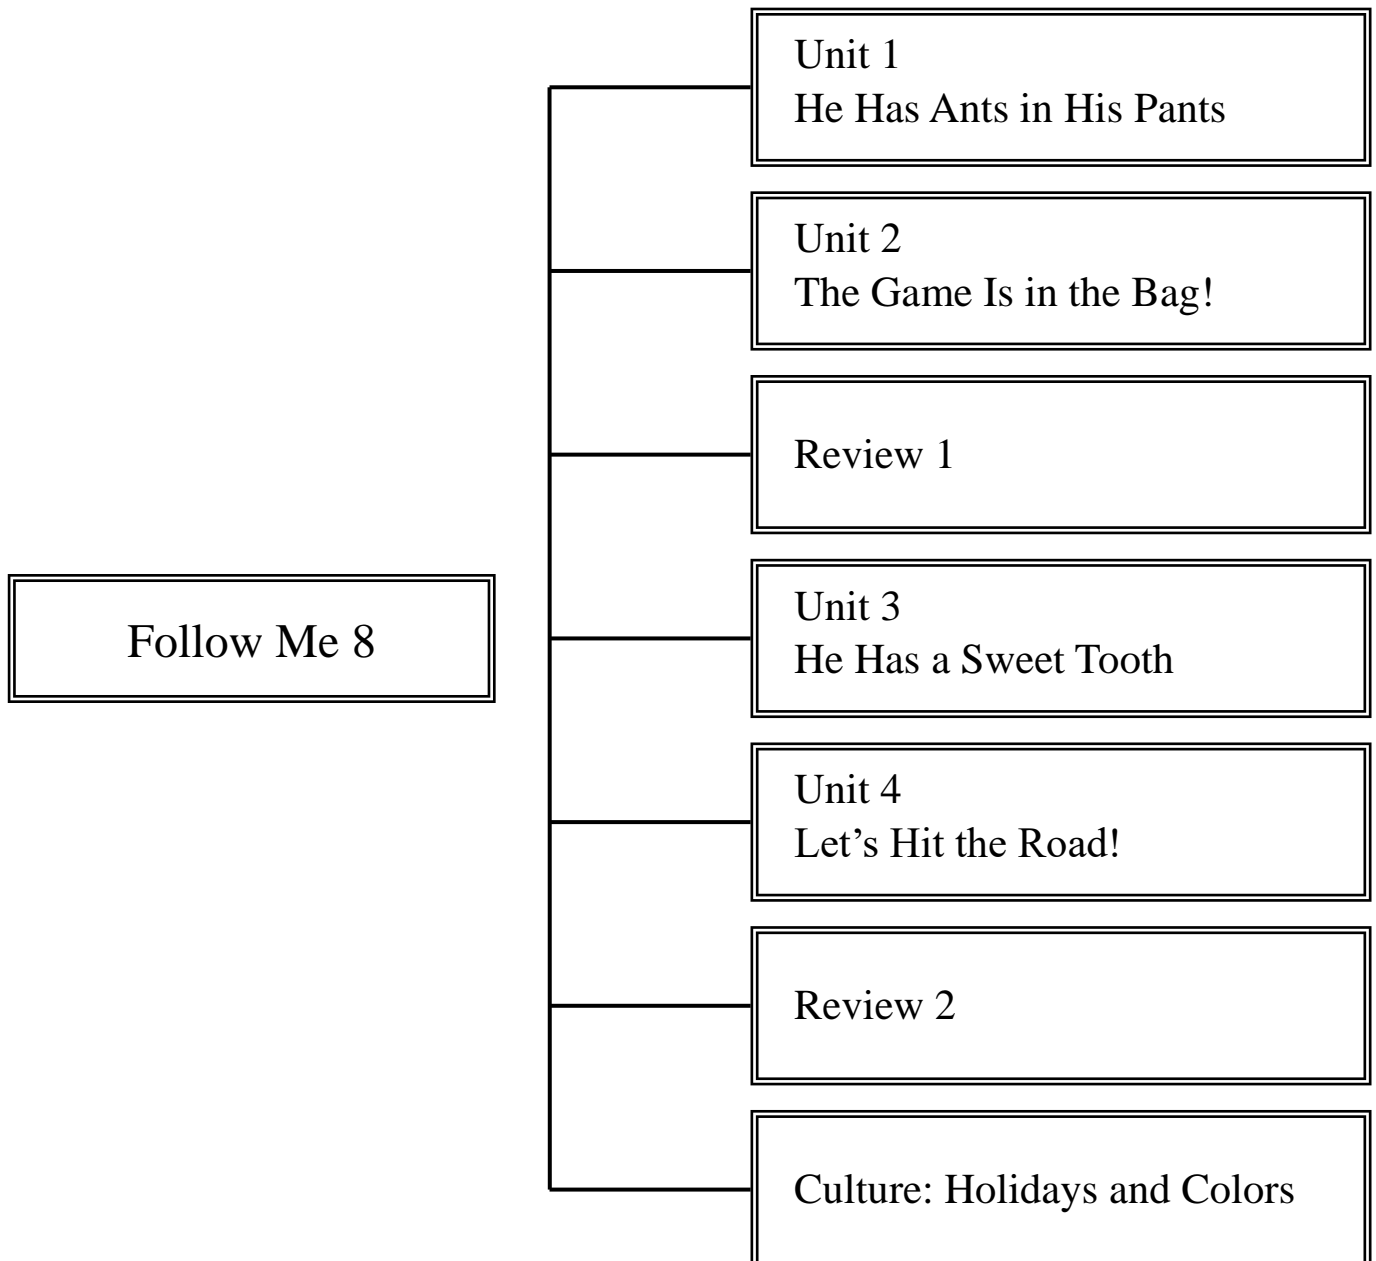 Follow Me 8
Unit 1
He Has Ants in His Pants
Unit 2
The Game Is in the Bag!
Review 1
Unit 3
He Has a Sweet Tooth
Unit 4
Let’s Hit the Road!
Review 2
Culture: Holidays and Colors